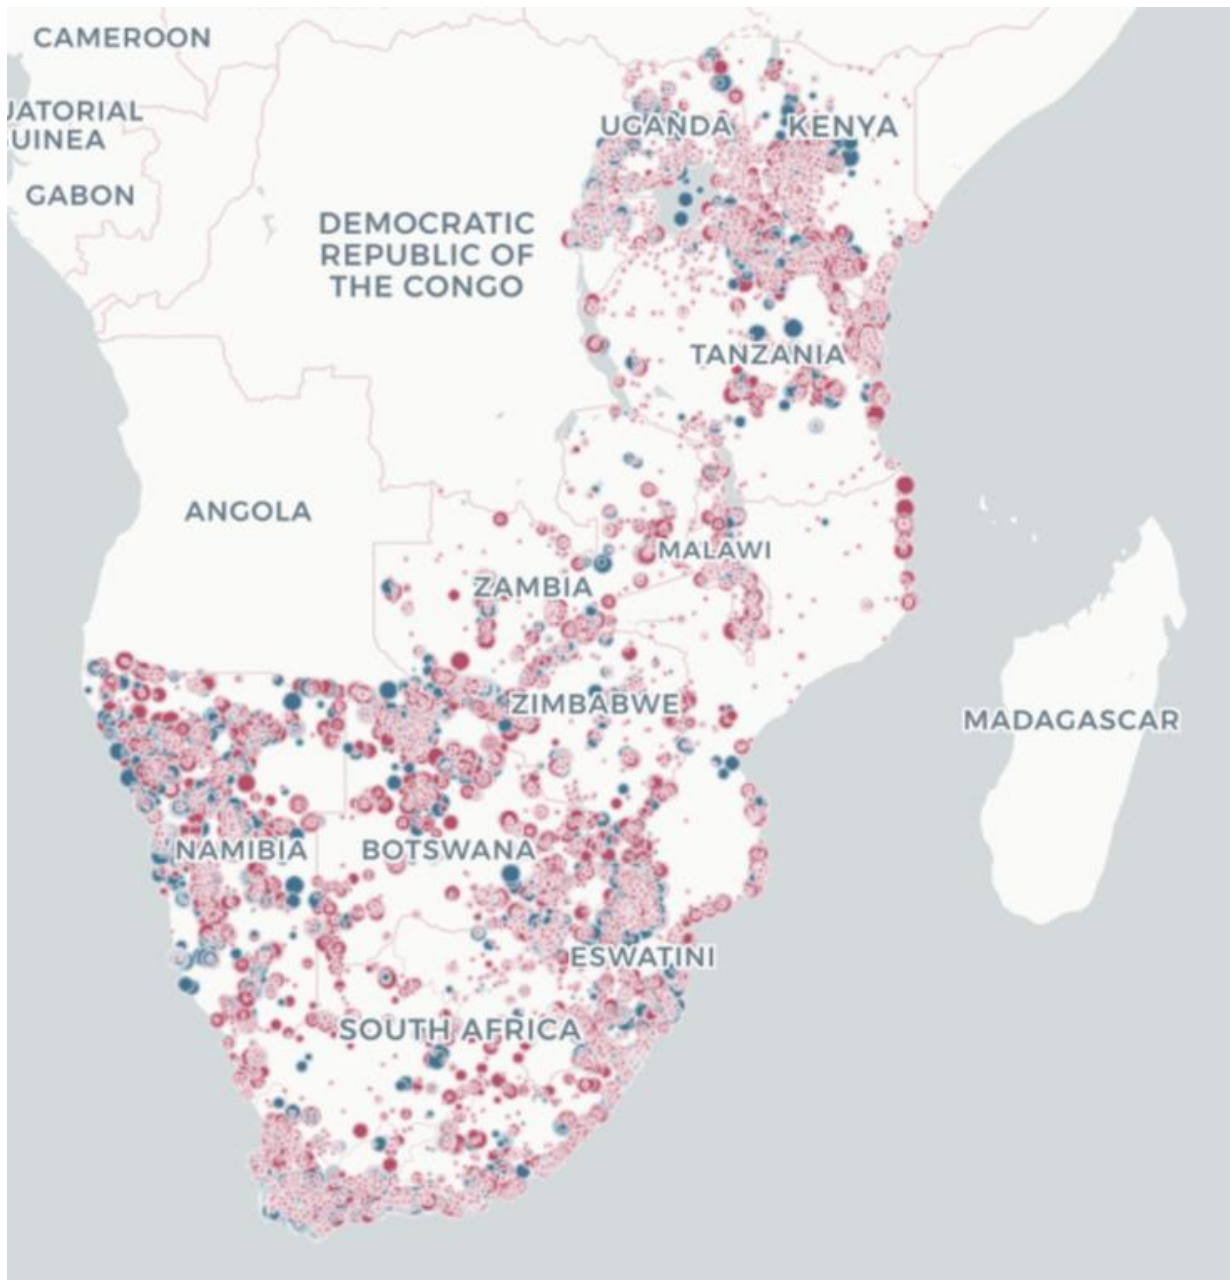 CAMEROON
UATORIAL
UINEA
GABON
DEMOCRATIC
REPUBLIC OF
THE CONGO
UGANDA
KENYA
TANZANIA
ANGOLA
MALAWI
ZAMBIA
ZIMBABWE
MADAGASCAR
NAMIBIA
BOTSWANA
ESWATINI
SOUTH AFRICA